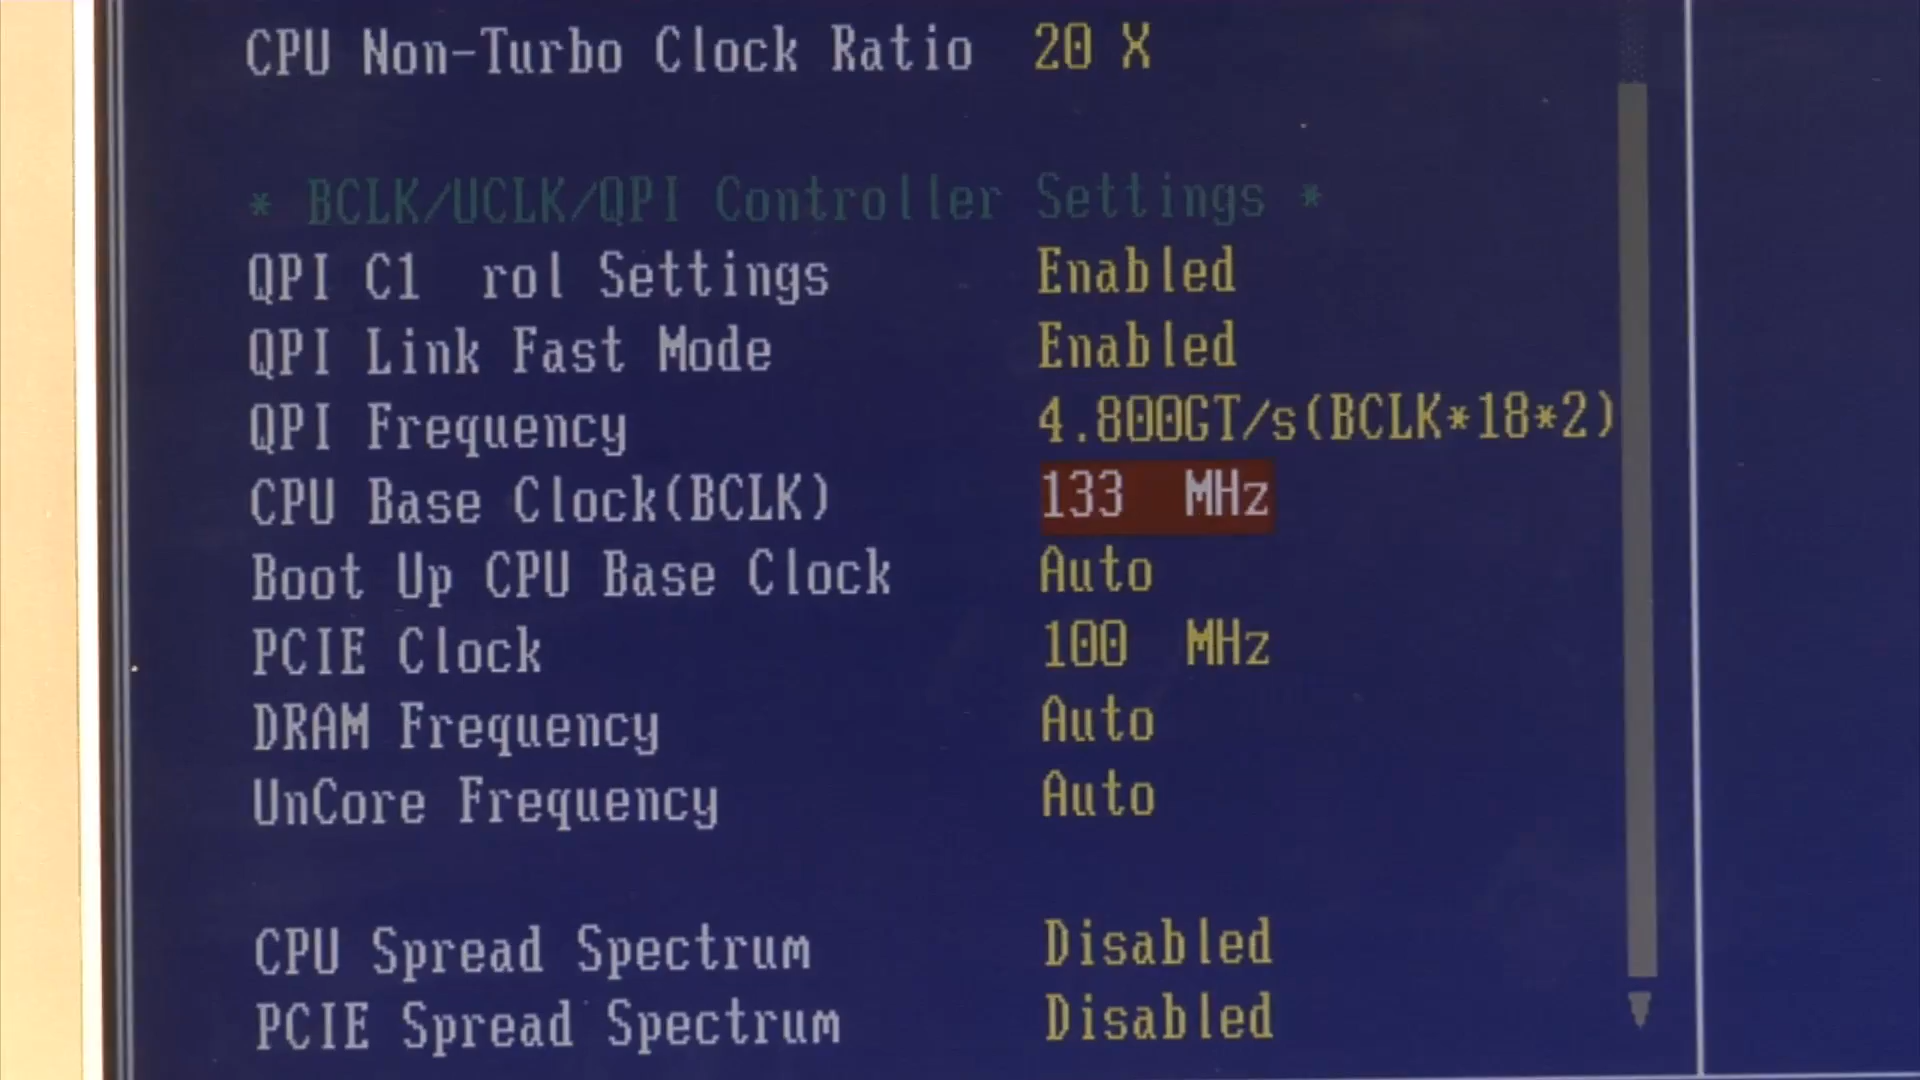 CPU Non-Turbo Clock Ratio 20 X
* BCLK/UCLK/QPI Controller Settings *
QPI C1 rol Settings Enabled
QPI Link Fast Mode Enabled
QPI Frequency 4.800GT/s(BCLK*18*2)
CPU Base Clock(BCLK) 133 MHz
Boot Up CPU Base Clock Auto
PCIE Clock 100 MHz
DRAM Frequency Auto
UnCore Frequency Auto
CPU Spread Spectrum Disabled
PCIE Spread Spectrum Disabled